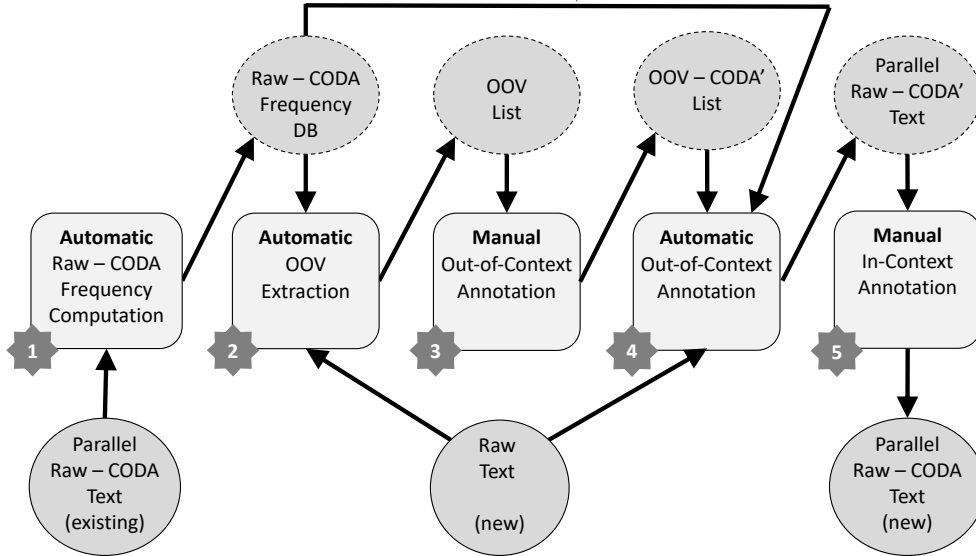 Raw – CODA
Frequency
DB
OOV
List
OOV – CODA’
List
Parallel
Raw – CODA’
Text
Automatic
Raw – CODA
Frequency
Computation
1
Automatic
OOV
Extraction
2
Manual
Out-of-Context
Annotation
3
Automatic
Out-of-Context
Annotation
4
Manual
In-Context
Annotation
5
Parallel
Raw – CODA
Text
(existing)
Raw
Text
(new)
Parallel
Raw – CODA
Text
(new)